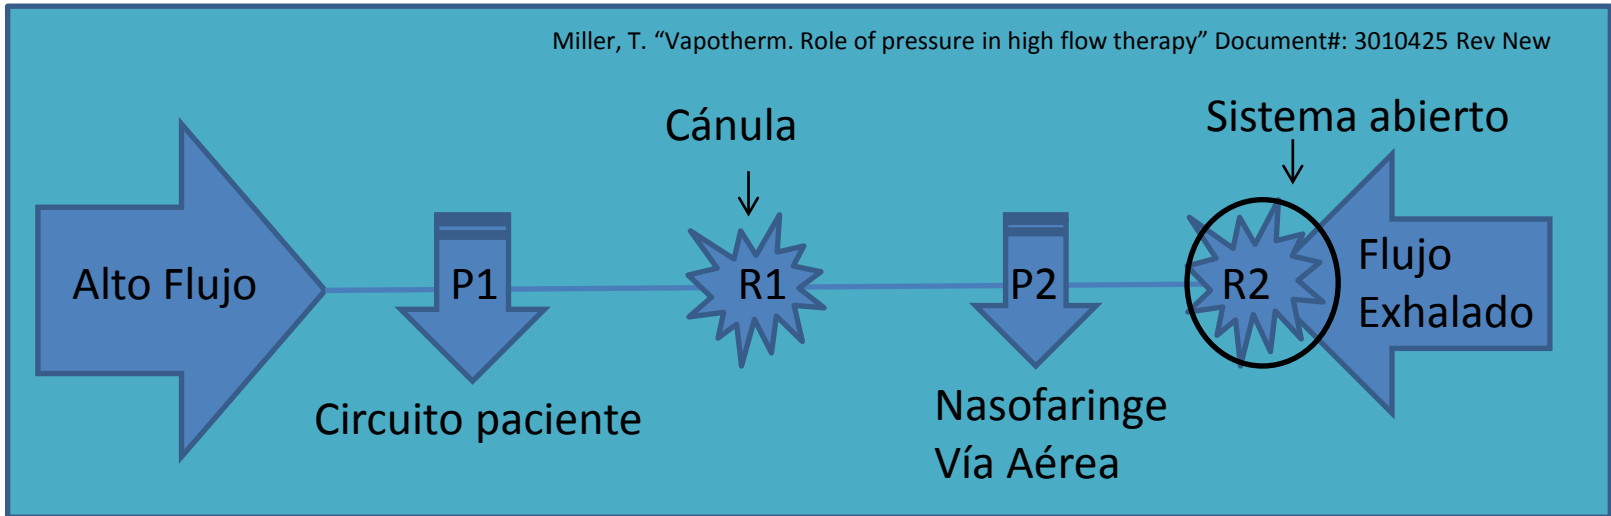 Miller, T. “Vapotherm. Role of pressure in high flow therapy” Document#: 3010425 Rev New
Cánula
Sistema abierto
Alto Flujo
P1
R1
P2
R2
Flujo
Exhalado
Circuito paciente
Nasofaringe
Vía Aérea